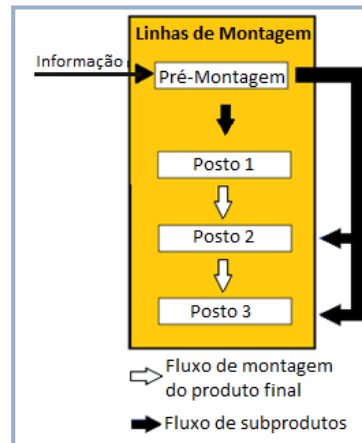 Linhas de Montagem
Informação
Pré-Montagem
Posto 1
Posto 2
Posto 3
Fluxo de montagem
do produto final
Fluxo de subprodutos